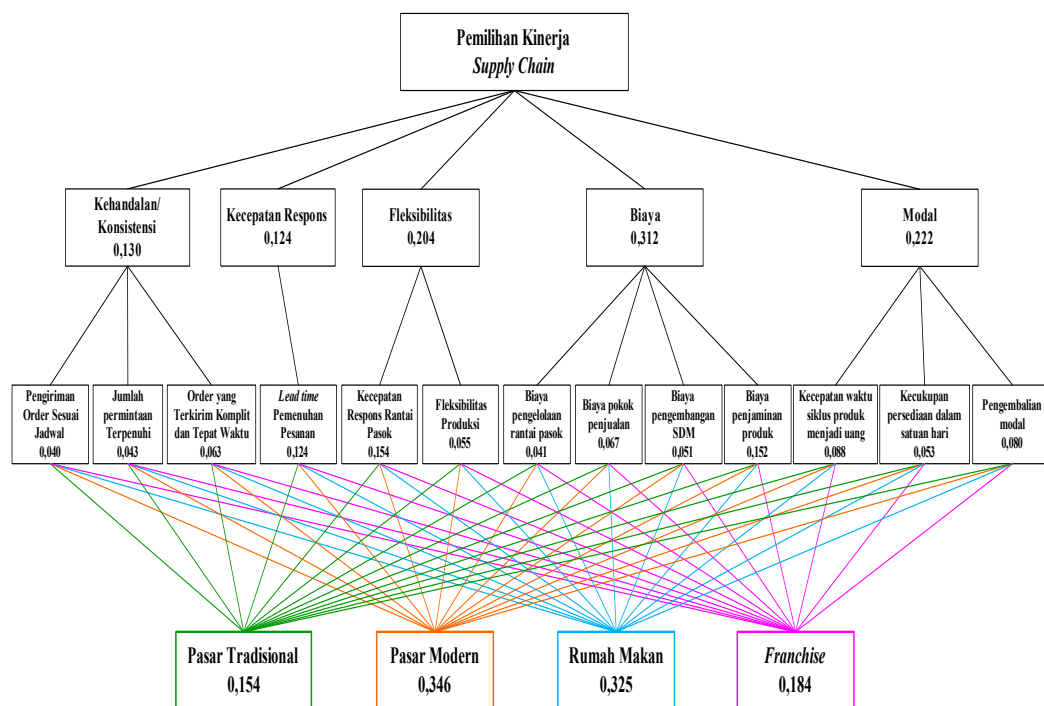 Pemilihan Kinerja
Supply Chain
Kehandalan/
Konsistensi
0,130
Kecepatan Respons
0,124
Fleksibilitas
0,204
Biaya
0,312
Modal
0,222
Pengiriman
Order Sesuai
Jadwal
0,040
Jumlah
permintaan
Terpenuhi
0,043
Order yang
Terkirim Komplit
dan Tepat Waktu
0,063
Lead time
Pemenuhan
Pesanan
0,124
Kecepatan
Respons Rantai
Pasok
0,154
Fleksibilitas
Produksi
0,055
Biaya
pengelolaan
rantai pasok
0,041
Biaya pokok
penjualan
0,067
Biaya
pengembangan
SDM
0,051
Biaya
penjaminan
produk
0,152
Kecepatan waktu
siklus produk
menjadi uang
0,088
Kecukupan
persediaan dalam
satuan hari
0,053
Pengembalian
modal
0,080
Pasar Tradisional
0,154
Pasar Modern
0,346
Rumah Makan
0,325
Franchise
0,184